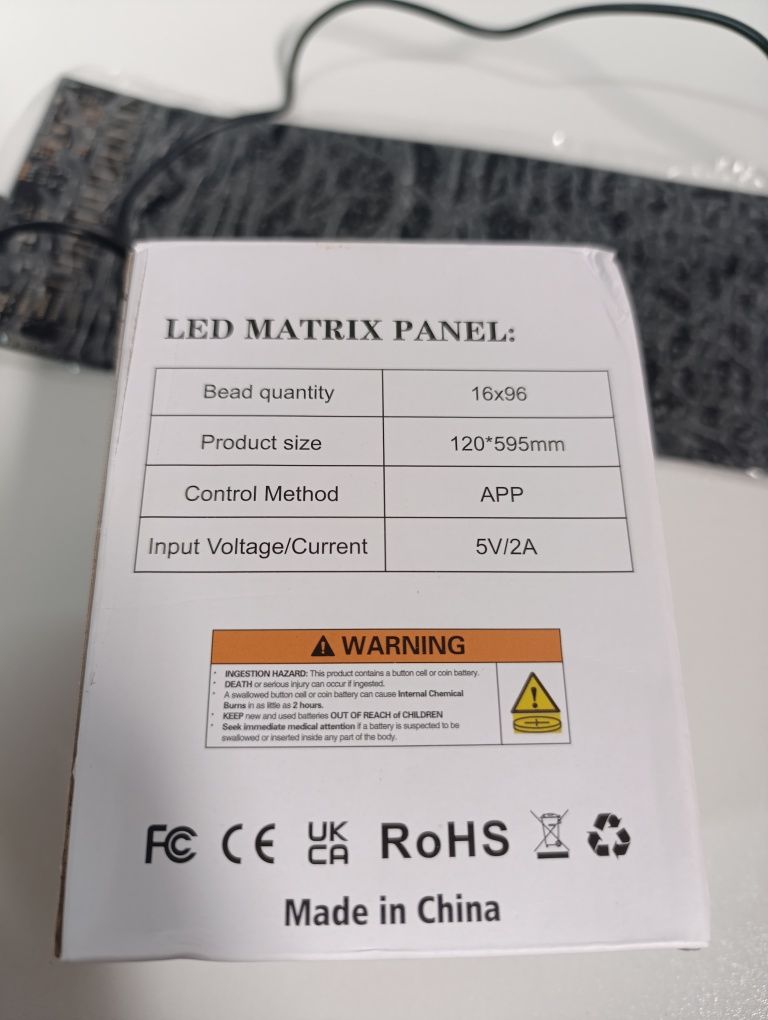 LED MATRIX PANEL:
Bead quantity 16x96
Product size 120*595mm
Control Method APP
Input Voltage/Current 5V/2A
WARNING
• INGESTION HAZARD: This product contains a button cell or coin battery.
• DEATH or serious injury can occur if ingested.
• A swallowed button cell or coin battery can cause Internal Chemical
Burns in as little as 2 hours.
• KEEP new and used batteries OUT OF REACH of CHILDREN
• Seek immediate medical attention if a battery is suspected to be
swallowed or inserted inside any part of the body.
FC CE UK
CA RoHS
Made in China